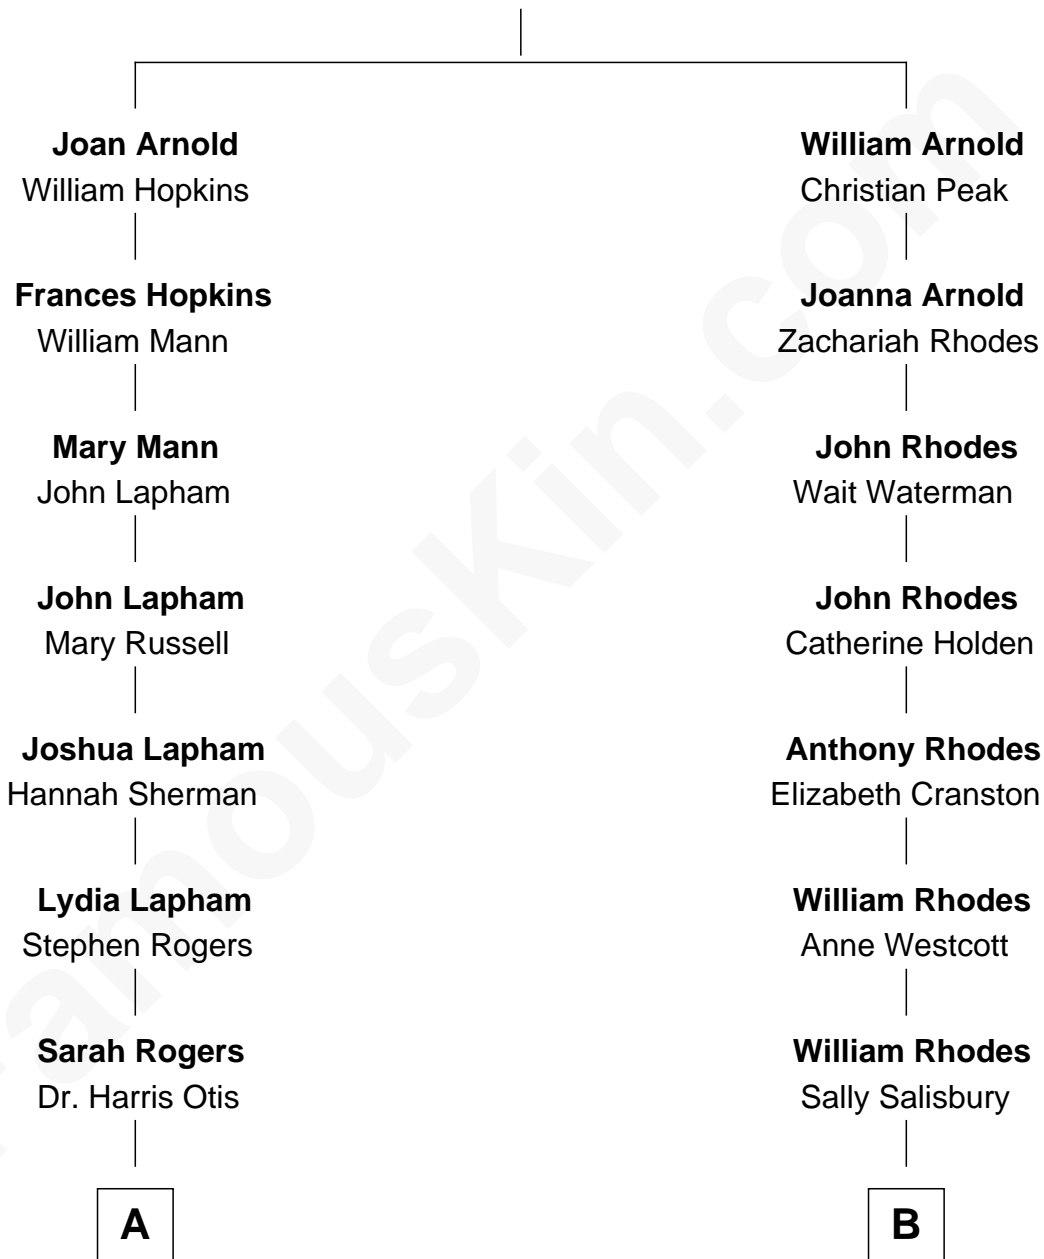 Joan Arnold
William Hopkins
Frances Hopkins
William Mann
Mary Mann
John Lapham
John Lapham
Mary Russell
Joshua Lapham
Hannah Sherman
Lydia Lapham
Stephen Rogers
Sarah Rogers
Dr. Harris Otis
A
William Arnold
Christian Peak
Joanna Arnold
Zachariah Rhodes
John Rhodes
Wait Waterman
John Rhodes
Catherine Holden
Anthony Rhodes
Elizabeth Cranston
William Rhodes
Anne Westcott
William Rhodes
Sally Salisbury
B
FamousKin.com